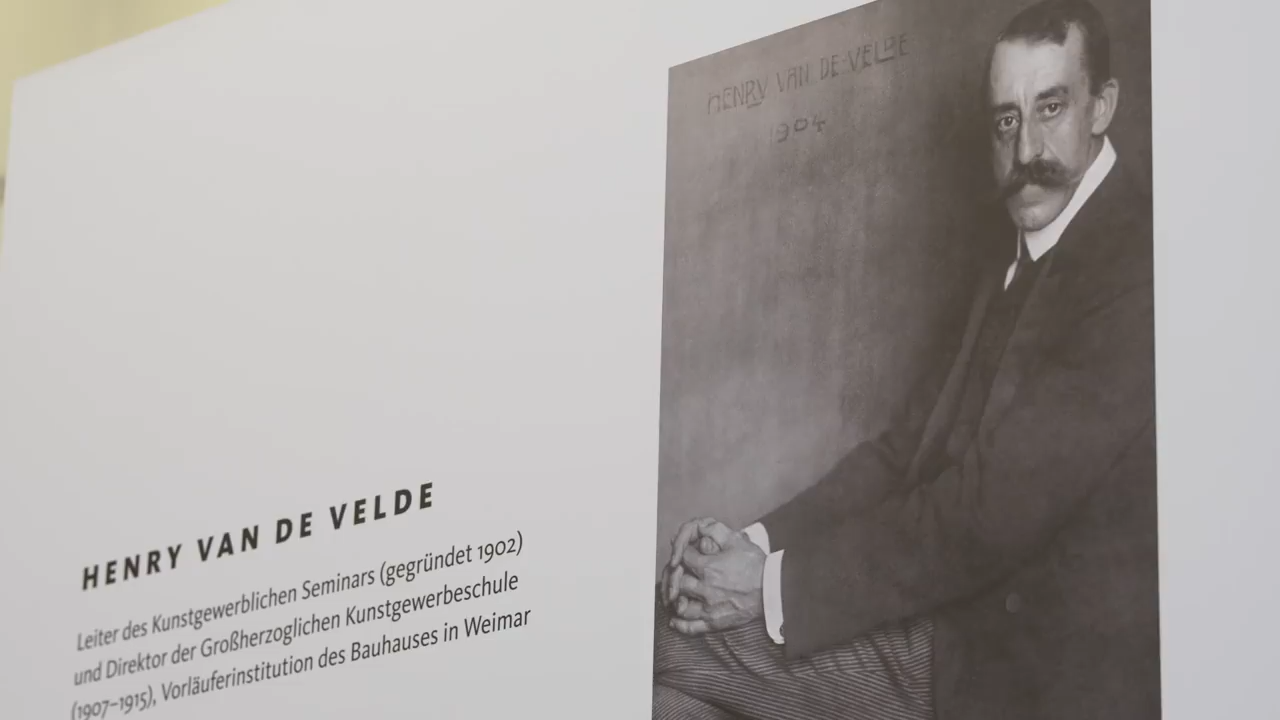 HENRY VAN DE VELDE
1904
HENRY VAN DE VELDE
Leiter des Kunstgewerblichen Seminars (gegründet 1902)
und Direktor der Großherzoglichen Kunstgewerbeschule
(1907–1915), Vorläuferinstitution des Bauhauses in Weimar